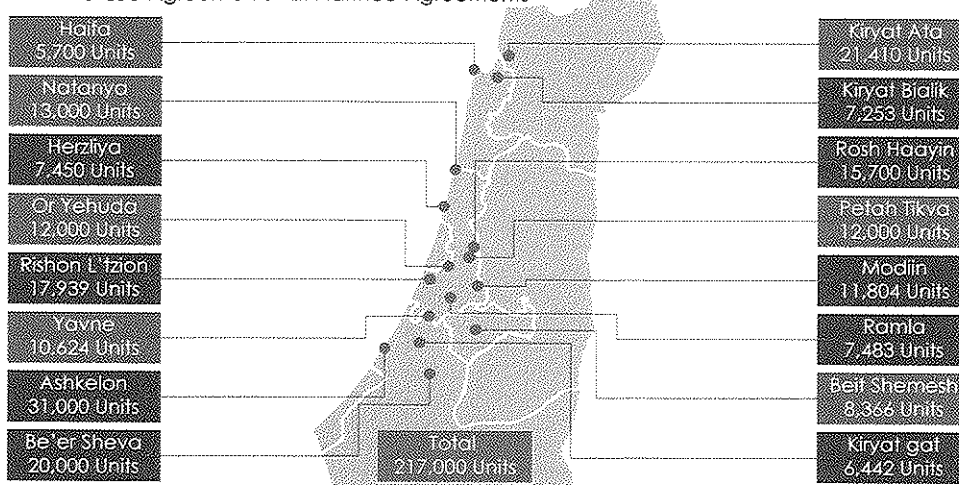 Haifa
5,700 Units
Natanya
13,000 Units
Herzliya
7,450 Units
Or Yehuda
12,000 Units
Rishon L'tzion
17,939 Units
Yavne
10,624 Units
Ashkelon
31,000 Units
Be'er Sheva
20,000 Units
Total
217,000 Units
Kiryat Ata
21,410 Units
Kiryat Bialik
7,253 Units
Rosh Haayin
15,700 Units
Petah Tikva
12,000 Units
Modiin
11,804 Units
Ramla
7,483 Units
Beit Shemesh
8,366 Units
Kiryat gat
6,442 Units